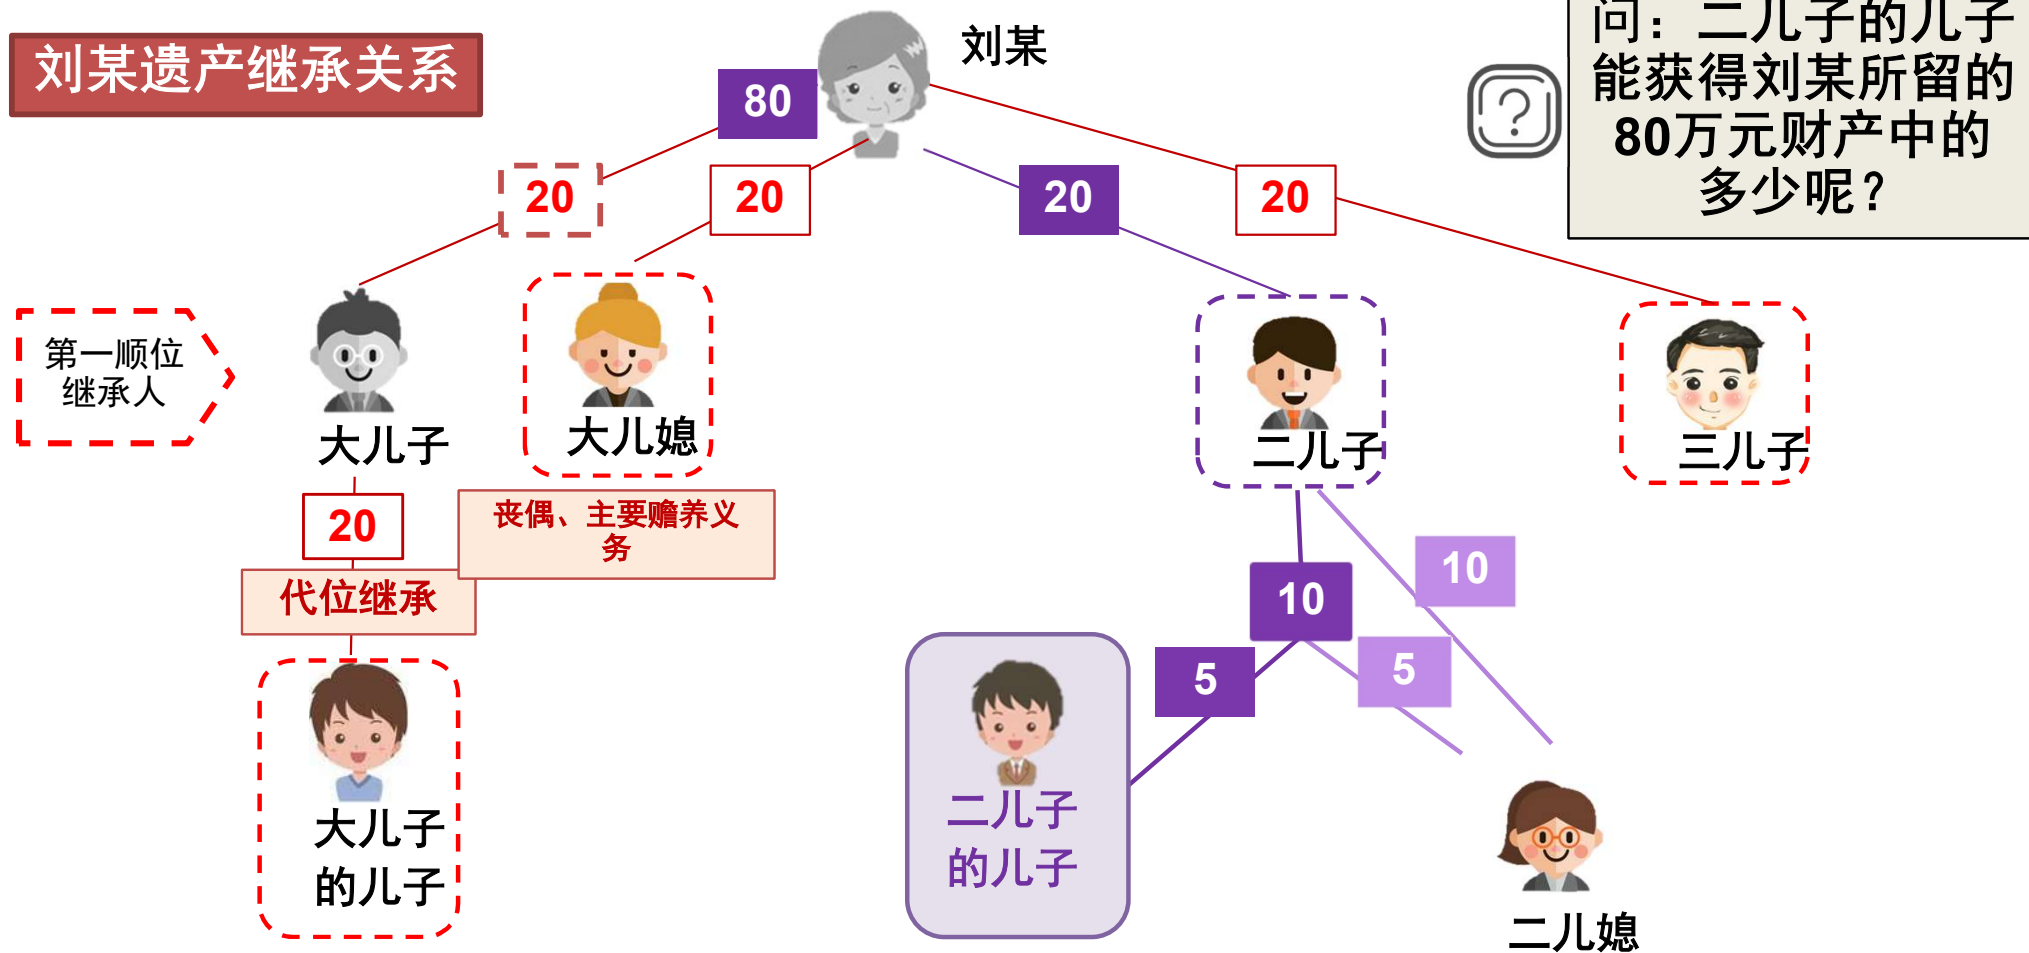 刘某遗产继承关系
刘某
问：二儿子的儿子
能获得刘某所留的
80万元财产中的
多少呢？
?
80
20
20
20
20
第一顺位
继承人
大儿子
大儿媳
二儿子
三儿子
20
丧偶、主要赡养义
务
代位继承
10
10
5
5
大儿子
的儿子
二儿子
的儿子
二儿媳